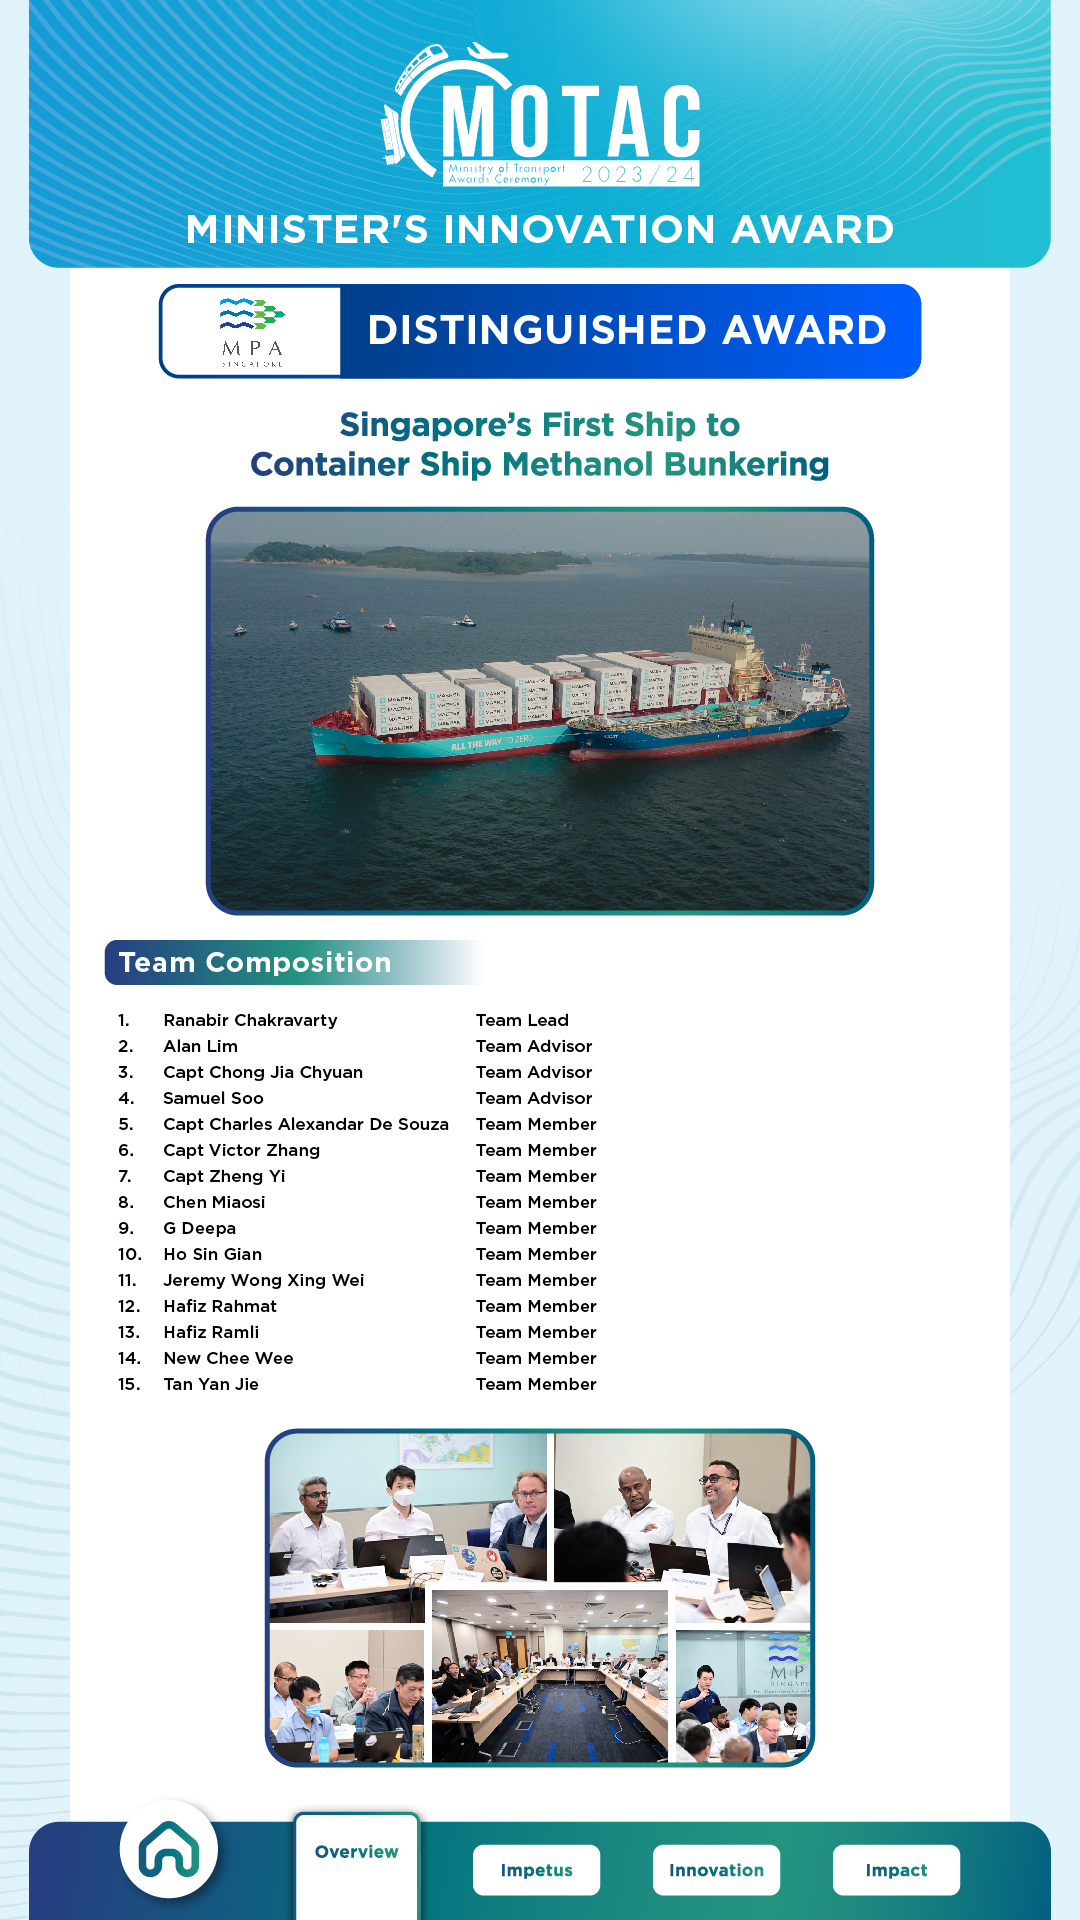 MOTAC
Ministry of Transport
Awards Ceremony 2023/24
MINISTER'S INNOVATION AWARD
MPA
SINGAPORE
DISTINGUISHED AWARD
Singapore's First Ship to
Container Ship Methanol Bunkering
MAERSK
ALL THE WAY TO ZERO
Team Composition
1. Ranabir Chakravarty Team Lead
2. Alan Lim Team Advisor
3. Capt Chong Jia Chyuan Team Advisor
4. Samuel Soo Team Advisor
5. Capt Charles Alexandar De Souza Team Member
6. Capt Victor Zhang Team Member
7. Capt Zheng Yi Team Member
8. Chen Miaosi Team Member
9. G Deepa Team Member
10. Ho Sin Gian Team Member
11. Jeremy Wong Xing Wei Team Member
12. Hafiz Rahmat Team Member
13. Hafiz Ramli Team Member
14. New Chee Wee Team Member
15. Tan Yan Jie Team Member
MP
SINGAPO
Overview
Impetus
Innovation
Impact